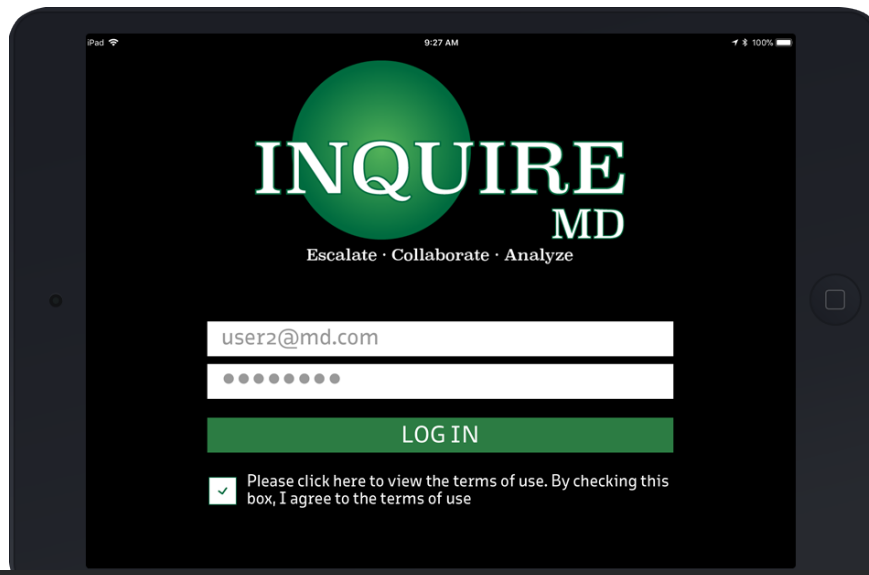 iPad 9:27 AM 100%
INQUIRE
MD
Escalate · Collaborate · Analyze
user2@md.com
LOG IN
Please click here to view the terms of use. By checking this
box, I agree to the terms of use